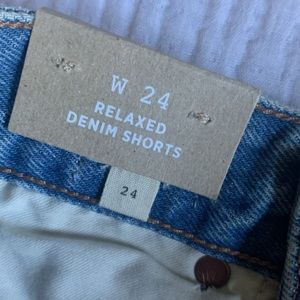 W 24
RELAXED
DENIM SHORTS
24